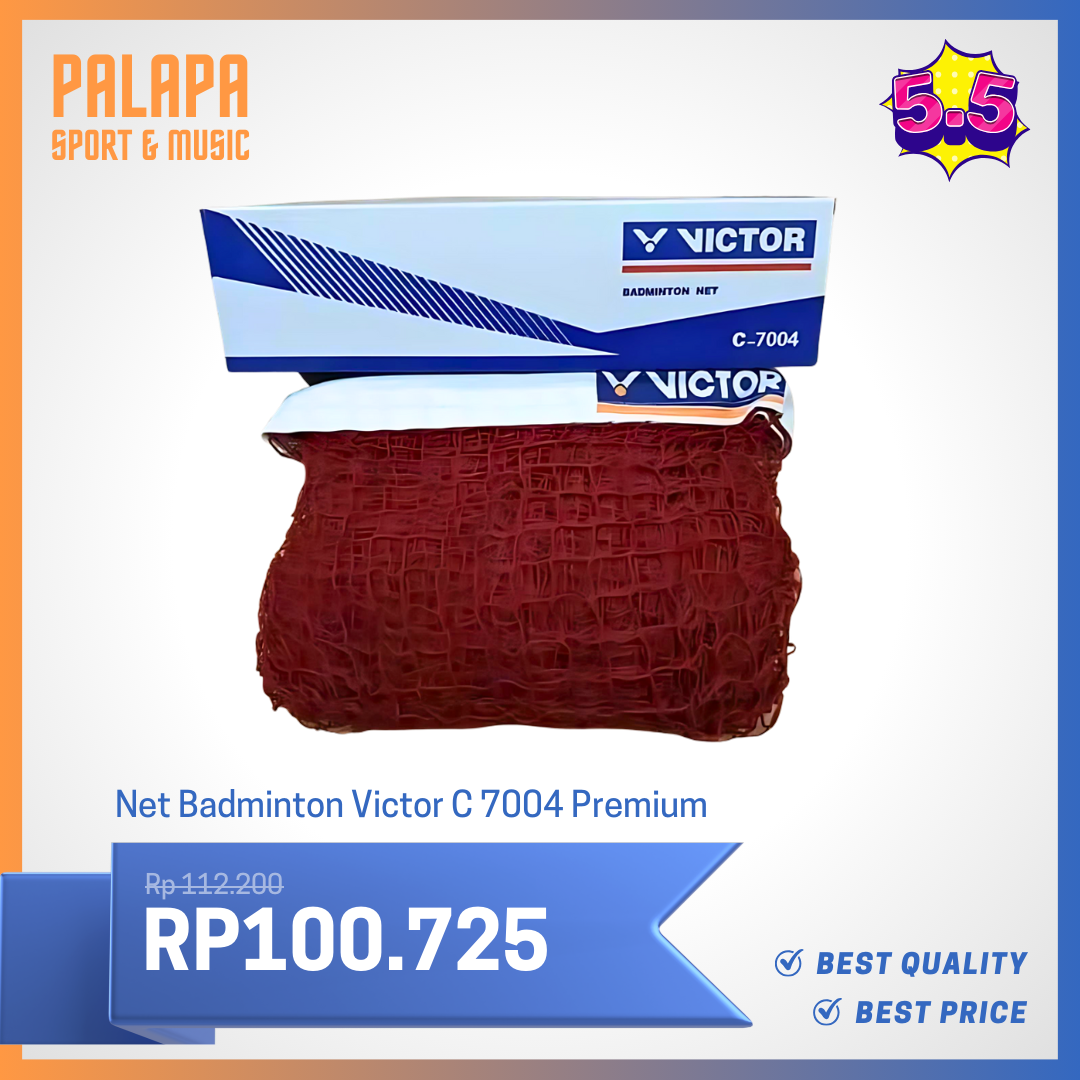 PALAPA
SPORT & MUSIC
5.5
VICTOR
BADMINTON NET
C-7004
VICTOR
Net Badminton Victor C 7004 Premium
Rp 112.200
RP100.725
BEST QUALITY
BEST PRICE